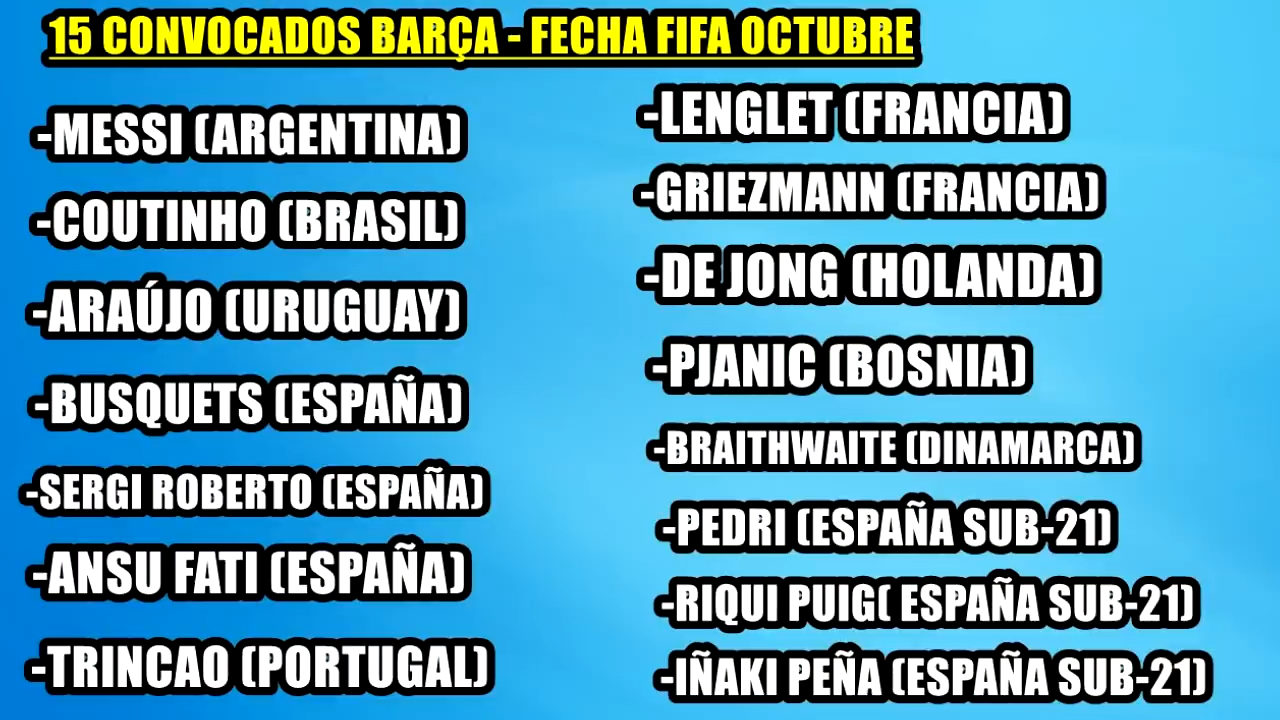 15 CONVOCADOS BARÇA - FECHA FIFA OCTUBRE
-MESSI (ARGENTINA)
-COUTINHO (BRASIL)
-ARAÚJO (URUGUAY)
-BUSQUETS (ESPAÑA)
-SERGI ROBERTO (ESPAÑA)
-ANSU FATI (ESPAÑA)
-TRINCAO (PORTUGAL)
-LENGLET (FRANCIA)
-GRIEZMANN (FRANCIA)
-DE JONG (HOLANDA)
-PJANIC (BOSNIA)
-BRAITHWAITE (DINAMARCA)
-PEDRI (ESPAÑA SUB-21)
-RIQUI PUIG( ESPAÑA SUB-21)
-IÑAKI PEÑA (ESPAÑA SUB-21)